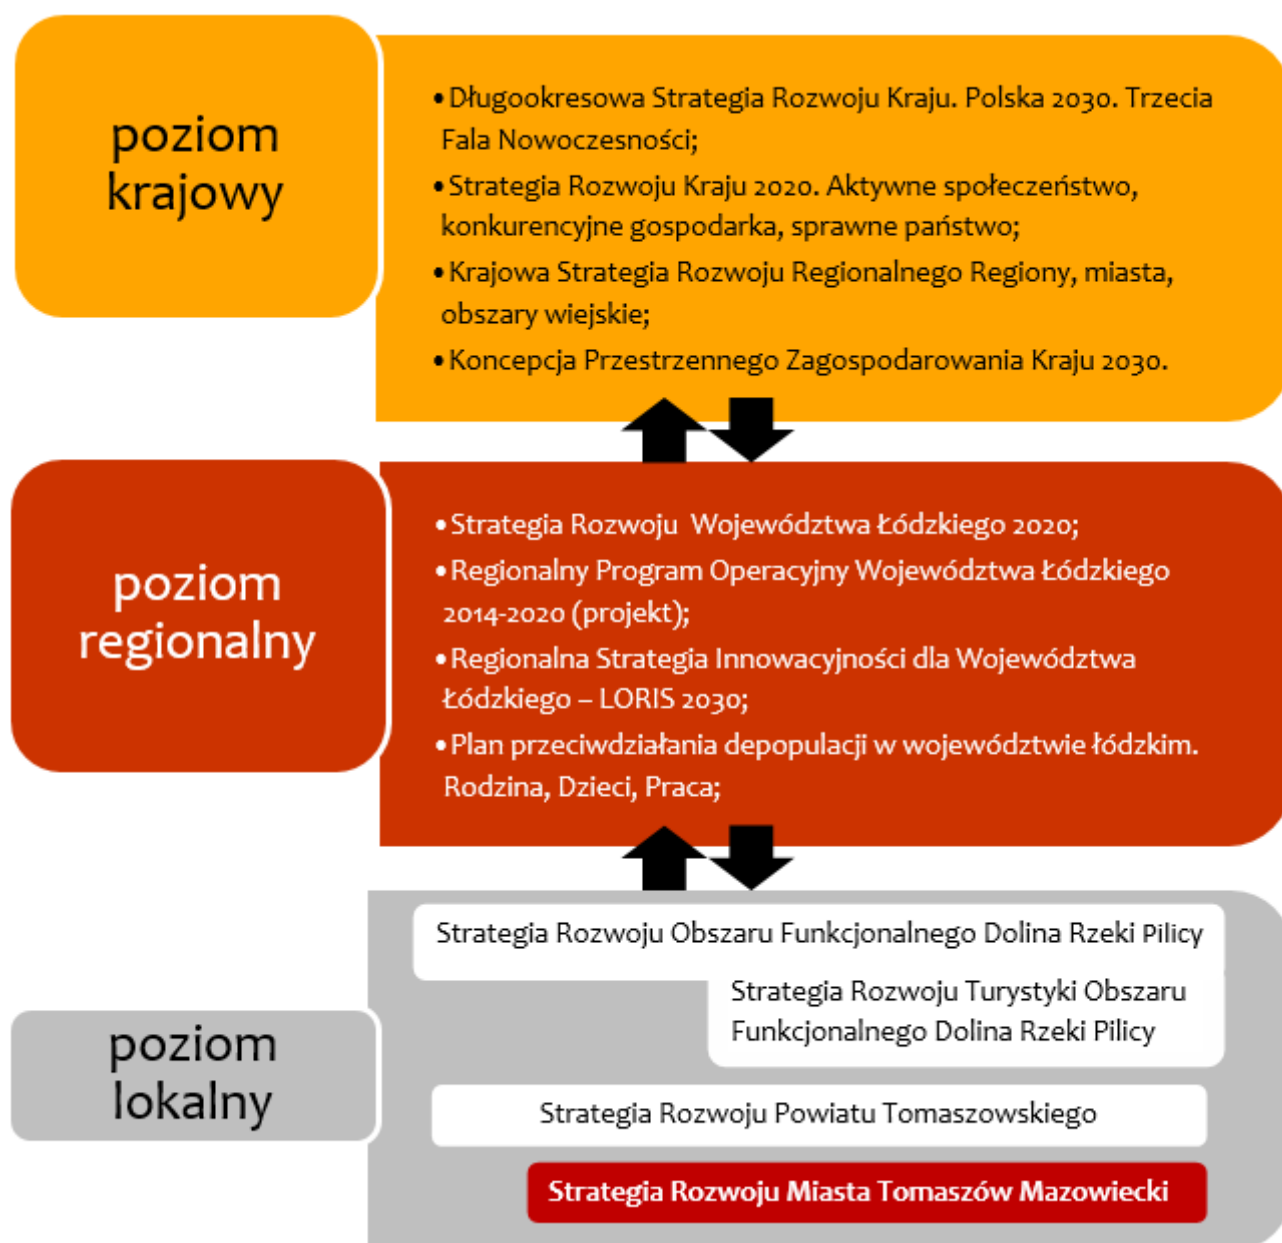 poziom
krajowy
•Długookresowa Strategia Rozwoju Kraju. Polska 2030. Trzecia
Fala Nowoczesności;
•Strategia Rozwoju Kraju 2020. Aktywne społeczeństwo,
konkurencyjne gospodarka, sprawne państwo;
•Krajowa Strategia Rozwoju Regionalnego Regiony, miasta,
obszary wiejskie;
•Koncepcja Przestrzennego Zagospodarowania Kraju 2030.
poziom
regionalny
•Strategia Rozwoju Województwa Łódzkiego 2020;
•Regionalny Program Operacyjny Województwa Łódzkiego
2014-2020 (projekt);
•Regionalna Strategia Innowacyjności dla Województwa
Łódzkiego – LORIS 2030;
•Plan przeciwdziałania depopulacji w województwie łódzkim.
Rodzina, Dzieci, Praca;
poziom
lokalny
Strategia Rozwoju Obszaru Funkcjonalnego Dolina Rzeki Pilicy
Strategia Rozwoju Turystyki Obszaru
Funkcjonalnego Dolina Rzeki Pilicy
Strategia Rozwoju Powiatu Tomaszowskiego
Strategia Rozwoju Miasta Tomaszów Mazowiecki